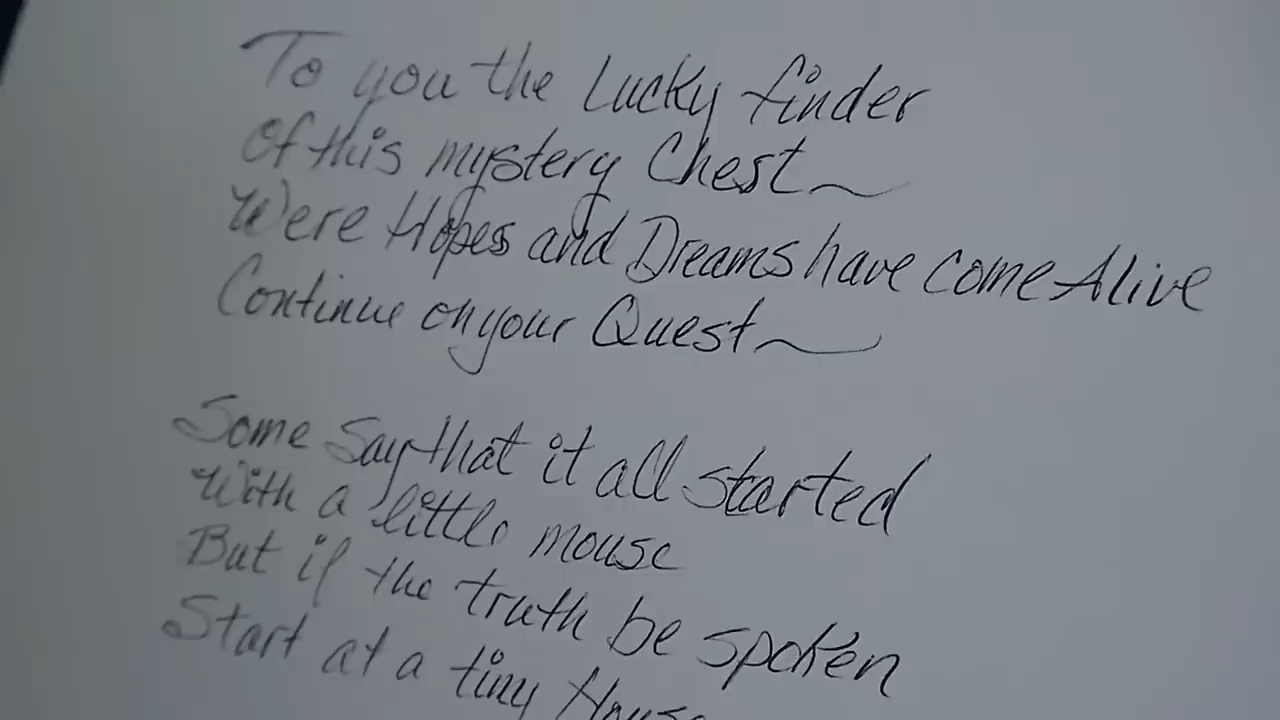 To you the Lucky finder
Of this mystery Chest
Were Hopes and Dreams have come Alive
Continue on your Quest
Some Say that it all started
With a little mouse
But if the truth be spoken
Start at a tiny House